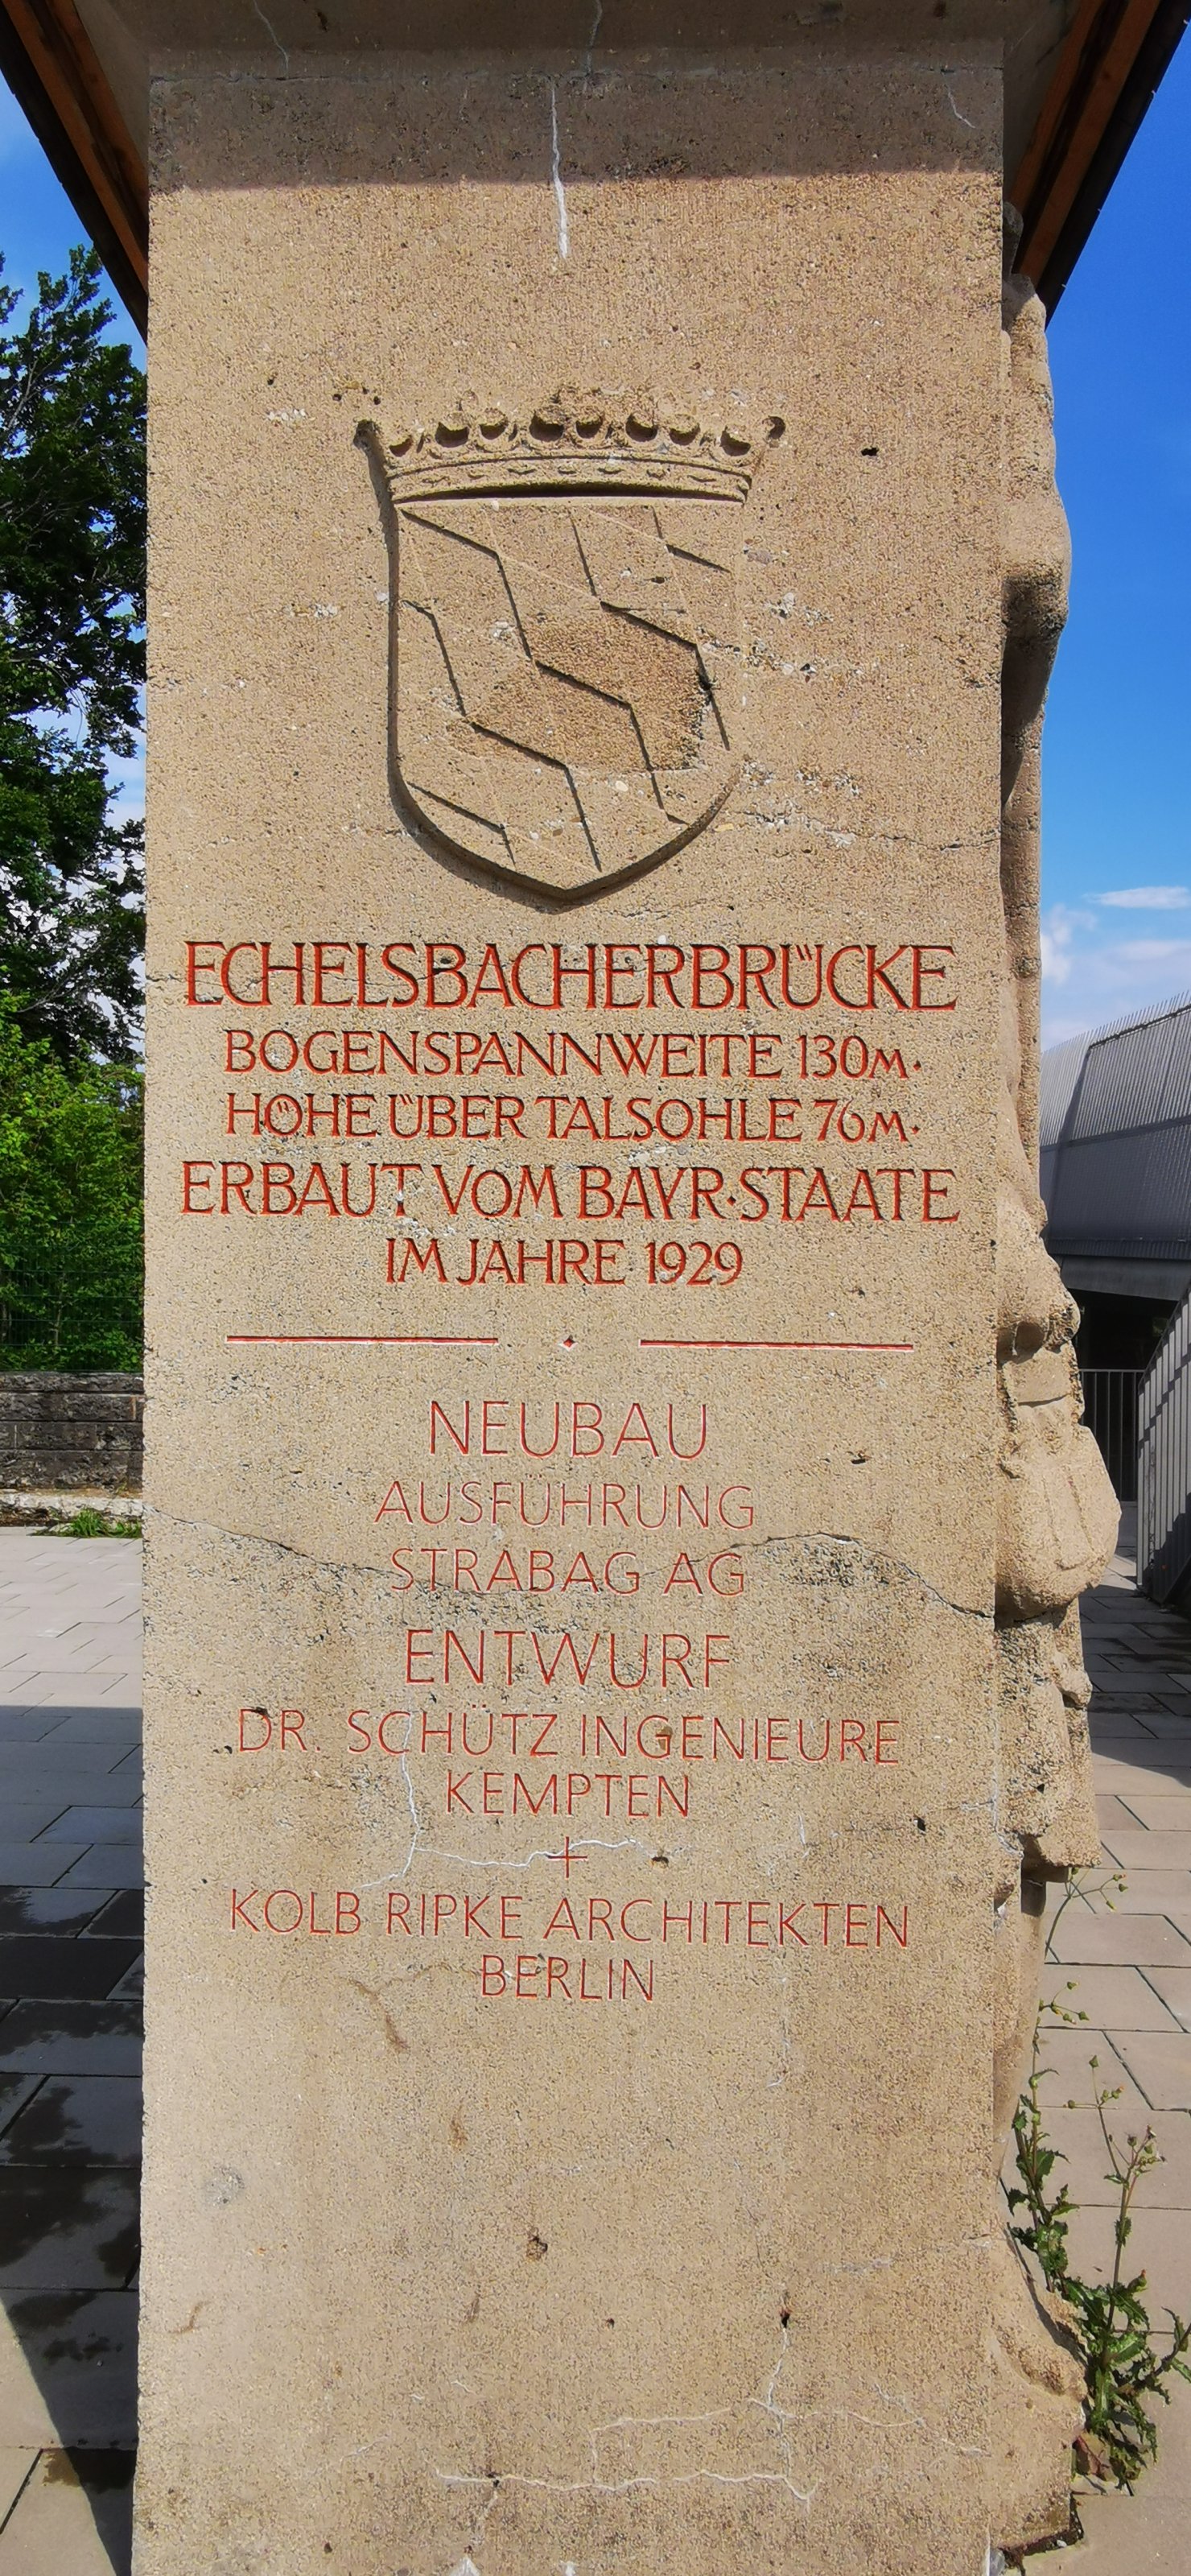 ECHELSBACHERBRÜCKE
BOGENSPANNWEITE 130M·
HÖHE ÜBER TALSOHLE 76M·
ERBAUT VOM BAYR·STAATE
IM JAHRE 1929
NEUBAU
AUSFÜHRUNG
STRABAG AG
ENTWURF
DR. SCHÜTZ INGENIEURE
KEMPTEN
+
KOLB RIPKE ARCHITEKTEN
BERLIN